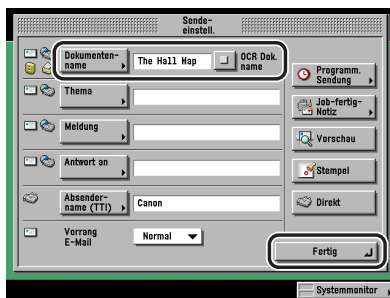 Sende-
einstell.
Dokumenten-
name
The Hall Map
OCR Dok.
name
Programm.
Sendung
Thema
Job-fertig-
Notiz
Meldung
Vorschau
Antwort an
Stempel
Absender-
name (TTI)
Canon
Direkt
Vorrang
E-Mail
Normal
Fertig
Systemmonitor